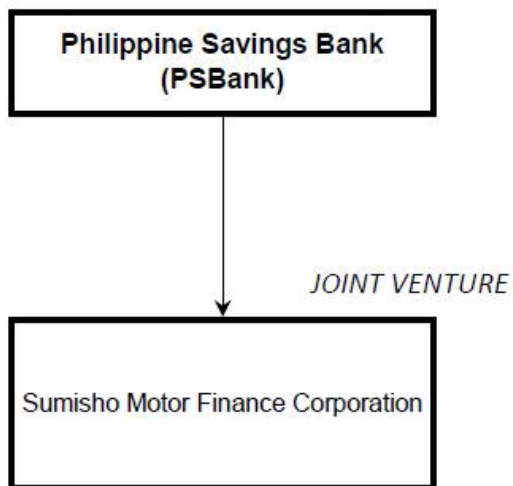 Philippine Savings Bank
(PSBank)
JOINT VENTURE
Sumisho Motor Finance Corporation